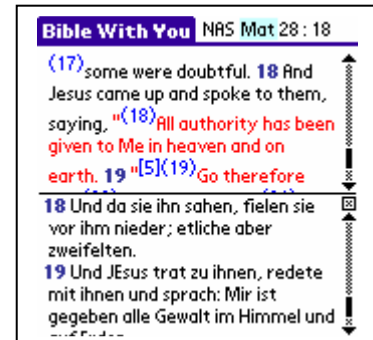 Bible With You NAS Mat 28 : 18
(17)some were doubtful. 18 And
Jesus came up and spoke to them,
saying, "(18)All authority has been
given to Me in heaven and on
earth. 19 "[5](19)Go therefore
18 Und da sie ihn sahen, fielen sie
vor ihm nieder; etliche aber
zweifelten.
19 Und JEsus trat zu ihnen, redete
mit ihnen und sprach: Mir ist
gegeben alle Gewalt im Himmel und